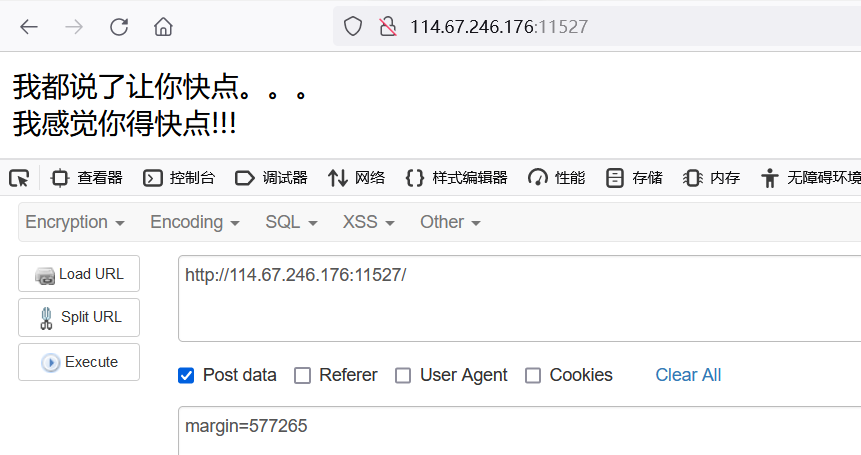 114.67.246.176:11527
我都说了让你快点。。。
我感觉你得快点!!!
查看器 控制台 调试器 网络 样式编辑器 性能 存储 内存 无障碍环境
Encryption Encoding SQL XSS Other
Load URL
http://114.67.246.176:11527/
Split URL
Execute
Post data Referer User Agent Cookies Clear All
margin=577265